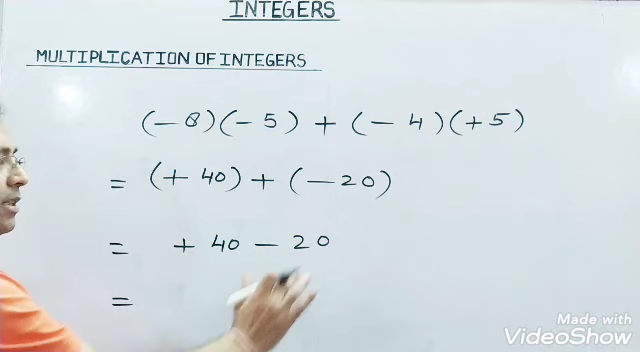 INTEGERS
MULTIPLICATION OF INTEGERS
(-8)(-5) + (-4)(+5)
= (+40) + (-20)
= +40 - 20
=
Made with
VideoShow